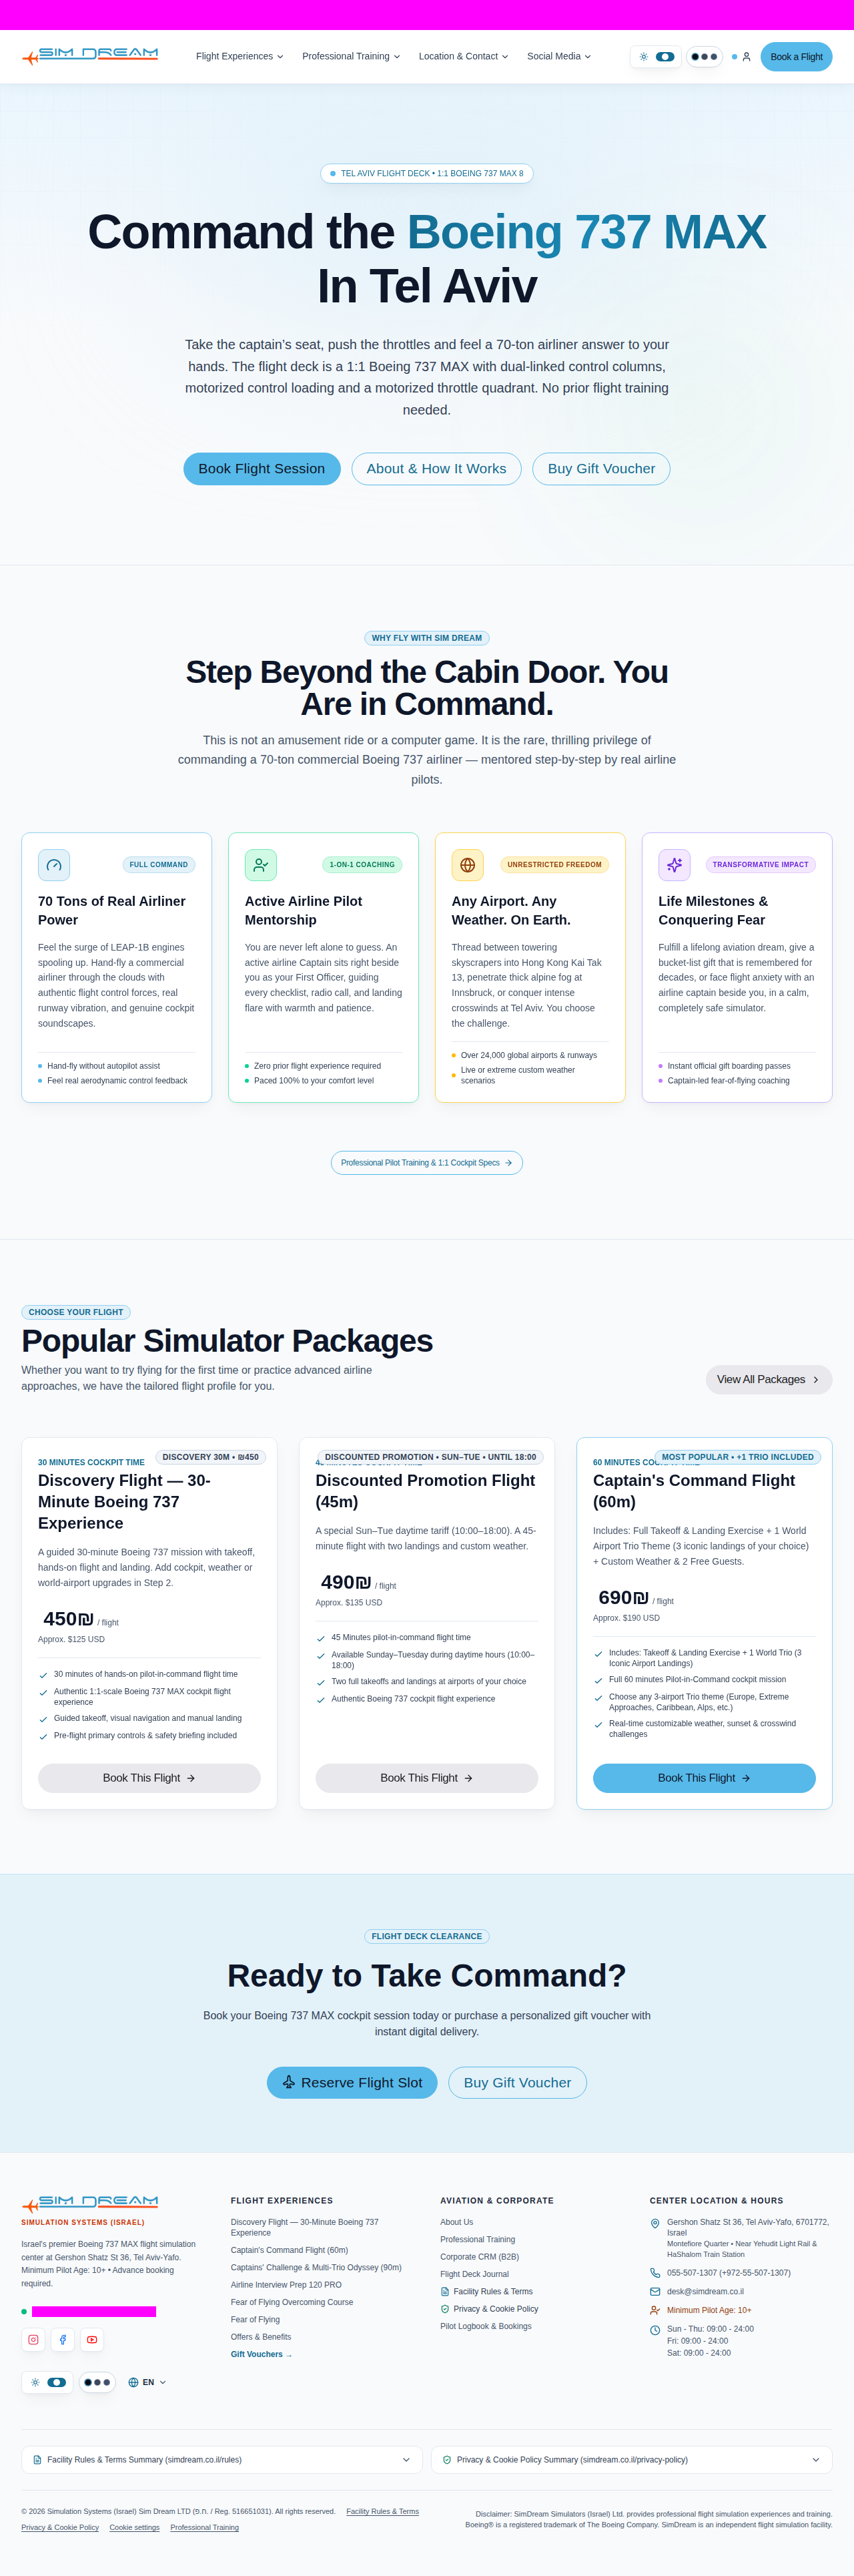 SIM DREAM
Flight Experiences
Professional Training
Location & Contact
Social Media
Book a Flight
TEL AVIV FLIGHT DECK • 1:1 BOEING 737 MAX 8
Command the Boeing 737 MAX
In Tel Aviv
Take the captain's seat, push the throttles and feel a 70-ton airliner answer to your
hands. The flight deck is a 1:1 Boeing 737 MAX with dual-linked control columns,
motorized control loading and a motorized throttle quadrant. No prior flight training
needed.
Book Flight Session
About & How It Works
Buy Gift Voucher
WHY FLY WITH SIM DREAM
Step Beyond the Cabin Door. You
Are in Command.
This is not an amusement ride or a computer game. It is the rare, thrilling privilege of
commanding a 70-ton commercial Boeing 737 airliner — mentored step-by-step by real airline
pilots.
FULL COMMAND
70 Tons of Real Airliner
Power
Feel the surge of LEAP-1B engines
spooling up. Hand-fly a commercial
airliner through the clouds with
authentic flight control forces, real
runway vibration, and genuine cockpit
soundscapes.
Hand-fly without autopilot assist
Feel real aerodynamic control feedback
1-ON-1 COACHING
Active Airline Pilot
Mentorship
You are never left alone to guess. An
active airline Captain sits right beside
you as your First Officer, guiding
every checklist, radio call, and landing
flare with warmth and patience.
Zero prior flight experience required
Paced 100% to your comfort level
UNRESTRICTED FREEDOM
Any Airport. Any
Weather. On Earth.
Thread between towering
skyscrapers into Hong Kong Kai Tak
13, penetrate thick alpine fog at
Innsbruck, or conquer intense
crosswinds at Tel Aviv. You choose
the challenge.
Over 24,000 global airports & runways
Live or extreme custom weather
scenarios
TRANSFORMATIVE IMPACT
Life Milestones &
Conquering Fear
Fulfill a lifelong aviation dream, give a
bucket-list gift that is remembered for
decades, or face flight anxiety with an
airline captain beside you, in a calm,
completely safe simulator.
Instant official gift boarding passes
Captain-led fear-of-flying coaching
Professional Pilot Training & 1:1 Cockpit Specs
CHOOSE YOUR FLIGHT
Popular Simulator Packages
Whether you want to try flying for the first time or practice advanced airline
approaches, we have the tailored flight profile for you.
View All Packages
DISCOVERY 30M • ₪450
30 MINUTES COCKPIT TIME
Discovery Flight — 30-
Minute Boeing 737
Experience
A guided 30-minute Boeing 737 mission with takeoff,
hands-on flight and landing. Add cockpit, weather or
world-airport upgrades in Step 2.
450₪ / flight
Approx. $125 USD
30 minutes of hands-on pilot-in-command flight time
Authentic 1:1-scale Boeing 737 MAX cockpit flight
experience
Guided takeoff, visual navigation and manual landing
Pre-flight primary controls & safety briefing included
Book This Flight
DISCOUNTED PROMOTION • SUN–TUE • UNTIL 18:00
Discounted Promotion Flight
(45m)
A special Sun–Tue daytime tariff (10:00–18:00). A 45-
minute flight with two landings and custom weather.
490₪ / flight
Approx. $135 USD
45 Minutes pilot-in-command flight time
Available Sunday–Tuesday during daytime hours (10:00–
18:00)
Two full takeoffs and landings at airports of your choice
Authentic Boeing 737 cockpit flight experience
Book This Flight
MOST POPULAR • +1 TRIO INCLUDED
60 MINUTES
Captain's Command Flight
(60m)
Includes: Full Takeoff & Landing Exercise + 1 World
Airport Trio Theme (3 iconic landings of your choice)
+ Custom Weather & 2 Free Guests.
690₪ / flight
Approx. $190 USD
Includes: Takeoff & Landing Exercise + 1 World Trio (3
Iconic Airport Landings)
Full 60 minutes Pilot-in-Command cockpit mission
Choose any 3-airport Trio theme (Europe, Extreme
Approaches, Caribbean, Alps, etc.)
Real-time customizable weather, sunset & crosswind
challenges
Book This Flight
FLIGHT DECK CLEARANCE
Ready to Take Command?
Book your Boeing 737 MAX cockpit session today or purchase a personalized gift voucher with
instant digital delivery.
Reserve Flight Slot
Buy Gift Voucher
SIM DREAM
SIMULATION SYSTEMS (ISRAEL)
Israel's premier Boeing 737 MAX flight simulation
center at Gershon Shatz St 36, Tel Aviv-Yafo.
Minimum Pilot Age: 10+ • Advance booking
required.
EN
FLIGHT EXPERIENCES
Discovery Flight — 30-Minute Boeing 737
Experience
Captain's Command Flight (60m)
Captains' Challenge & Multi-Trio Odyssey (90m)
Airline Interview Prep 120 PRO
Fear of Flying Overcoming Course
Fear of Flying
Offers & Benefits
Gift Vouchers →
AVIATION & CORPORATE
About Us
Professional Training
Corporate CRM (B2B)
Flight Deck Journal
Facility Rules & Terms
Privacy & Cookie Policy
Pilot Logbook & Bookings
CENTER LOCATION & HOURS
Gershon Shatz St 36, Tel Aviv-Yafo, 6701772,
Israel
Montefiore Quarter • Near Yehudit Light Rail &
HaShalom Train Station
055-507-1307 (+972-55-507-1307)
desk@simdream.co.il
Minimum Pilot Age: 10+
Sun - Thu: 09:00 - 24:00
Fri: 09:00 - 24:00
Sat: 09:00 - 24:00
Facility Rules & Terms Summary (simdream.co.il/rules)
Privacy & Cookie Policy Summary (simdream.co.il/privacy-policy)
© 2026 Simulation Systems (Israel) Sim Dream LTD (ח.פ. / Reg. 516651031). All rights reserved.
Facility Rules & Terms
Privacy & Cookie Policy
Cookie settings
Professional Training
Disclaimer: SimDream Simulators (Israel) Ltd. provides professional flight simulation experiences and training.
Boeing® is a registered trademark of The Boeing Company. SimDream is an independent flight simulation facility.